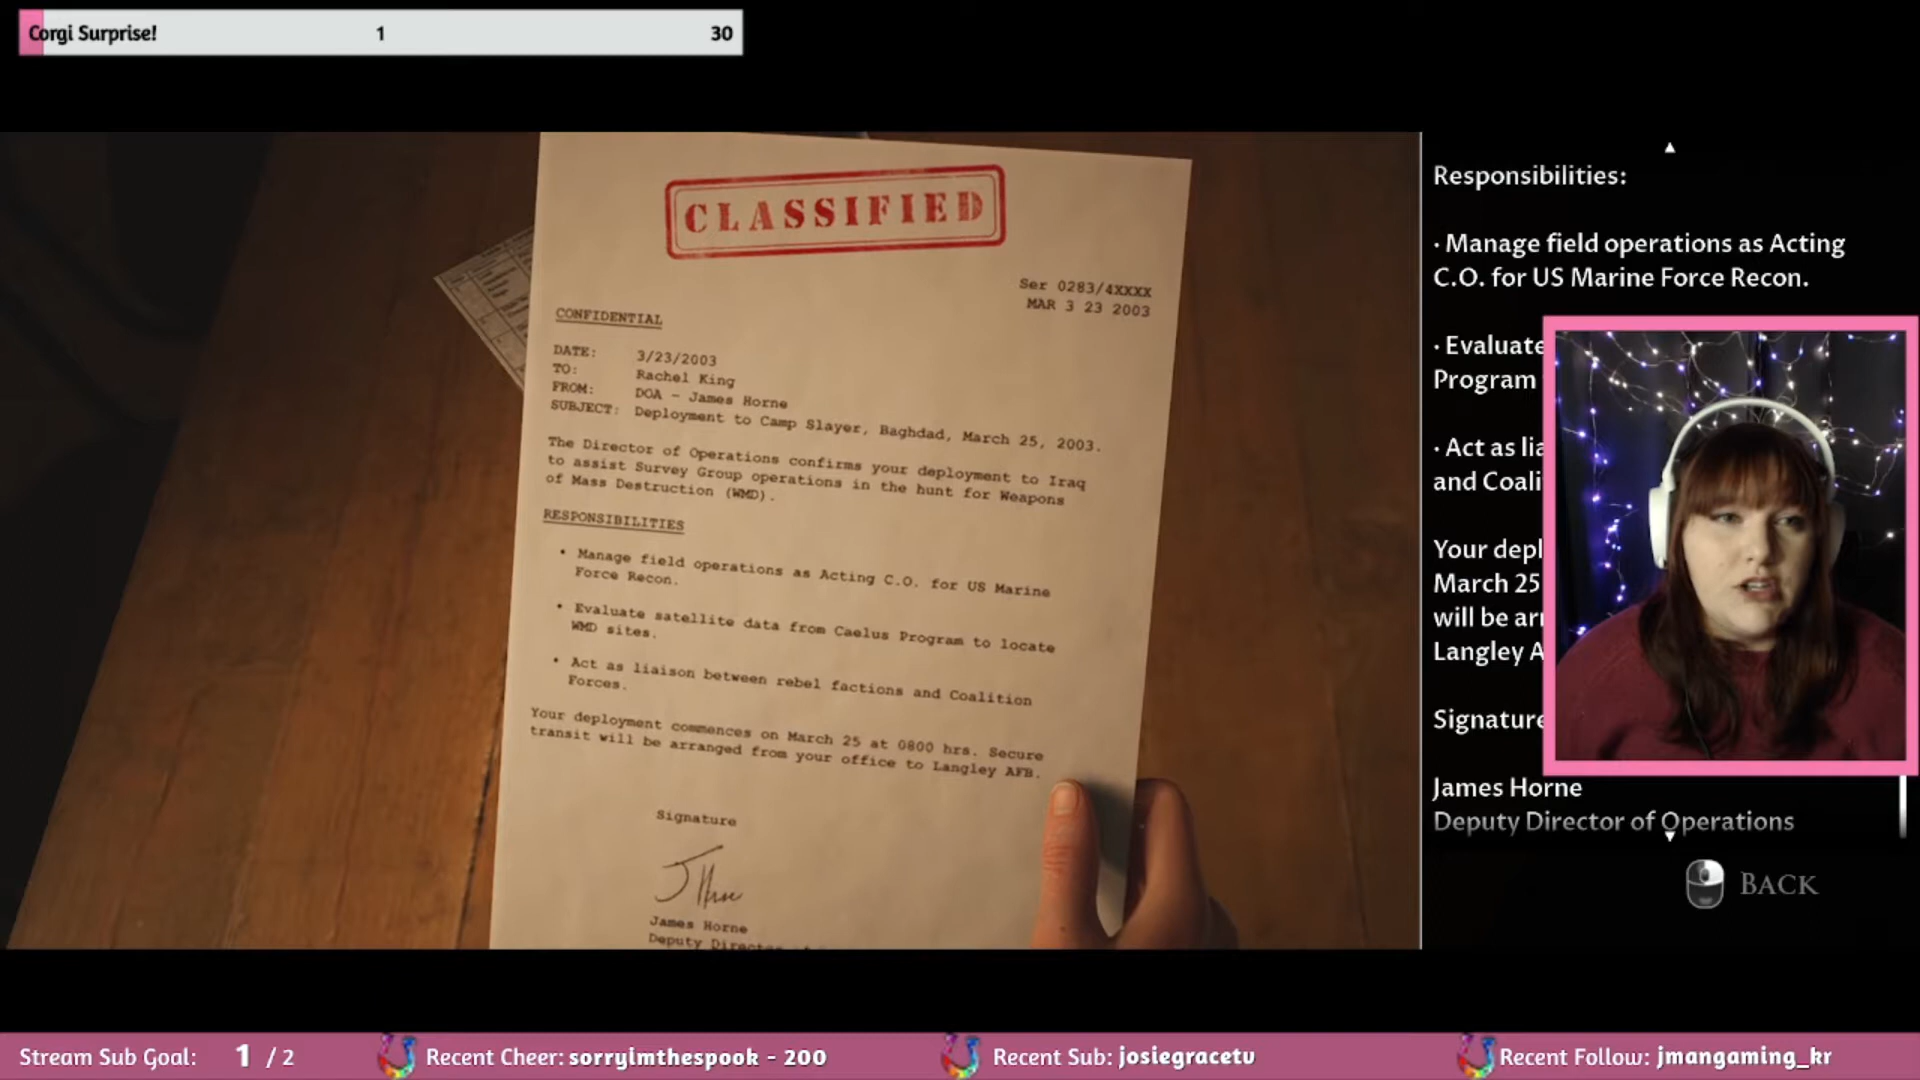 Corgi Surprise! 1 30
CLASSIFIED
Ser 0283/4XXXX
MAR 3 23 2003
CONFIDENTIAL
DATE: 3/23/2003
TO: Rachel King
FROM: DOA - James Horne
SUBJECT: Deployment to Camp Slayer, Baghdad, March 25, 2003.
The Director of Operations confirms your deployment to Iraq
to assist Survey Group operations in the hunt for Weapons
of Mass Destruction (WMD).
RESPONSIBILITIES
• Manage field operations as Acting C.O. for US Marine
Force Recon.
• Evaluate satellite data from Caelus Program to locate
WMD sites.
• Act as liaison between rebel factions and Coalition
Forces.
Your deployment commences on March 25 at 0800 hrs. Secure
transit will be arranged from your office to Langley AFB.
Signature
J Horne
James Horne
Deputy Director
Responsibilities:
· Manage field operations as Acting
C.O. for US Marine Force Recon.
· Evaluate
Program
· Act as lia
and Coali
Your depl
March 25
will be arr
Langley A
Signature
James Horne
Deputy Director of Operations
BACK
Stream Sub Goal: 1 / 2
Recent Cheer: sorryimthespook - 200
Recent Sub: josiegracetv
Recent Follow: jmangaming_kr